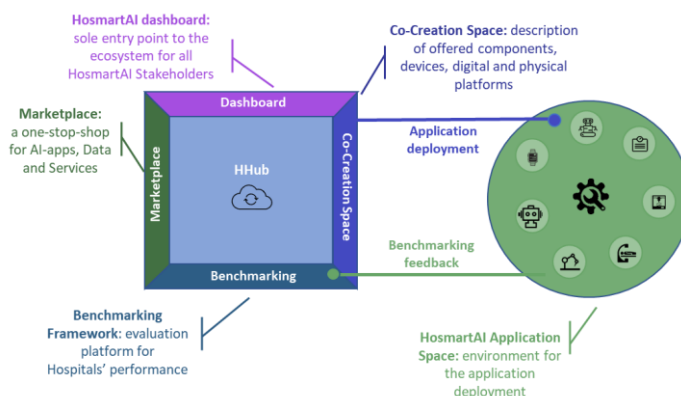 HosmartAI dashboard:
sole entry point to the
ecosystem for all
HosmartAI Stakeholders
Co-Creation Space: description
of offered components,
devices, digital and physical
platforms
Marketplace:
a one-stop-shop
for AI-apps, Data
and Services
Dashboard
Marketplace
HHub
Co-Creation Space
Benchmarking
Application
deployment
Benchmarking
feedback
Benchmarking
Framework: evaluation
platform for
Hospitals’ performance
HosmartAI Application
Space: environment for
the application
deployment